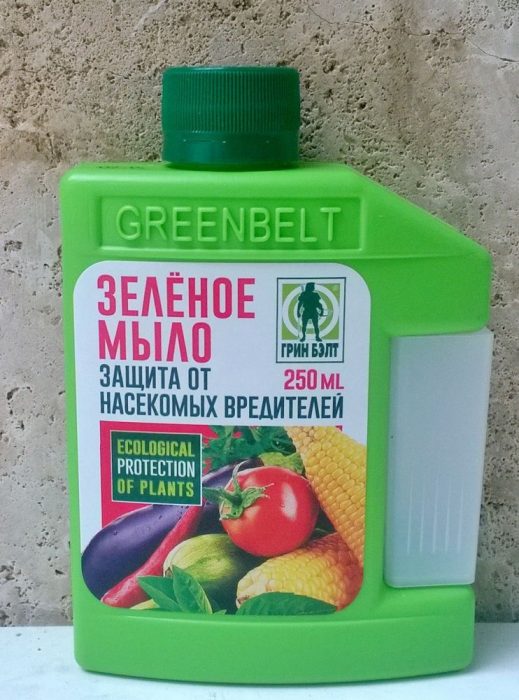 GREENBELT
ЗЕЛЁНОЕ
МЫЛО
ЗАЩИТА ОТ
НАСЕКОМЫХ ВРЕДИТЕЛЕЙ
ГРИН БЭЛТ
250 ML
ECOLOGICAL
PROTECTION
OF PLANTS